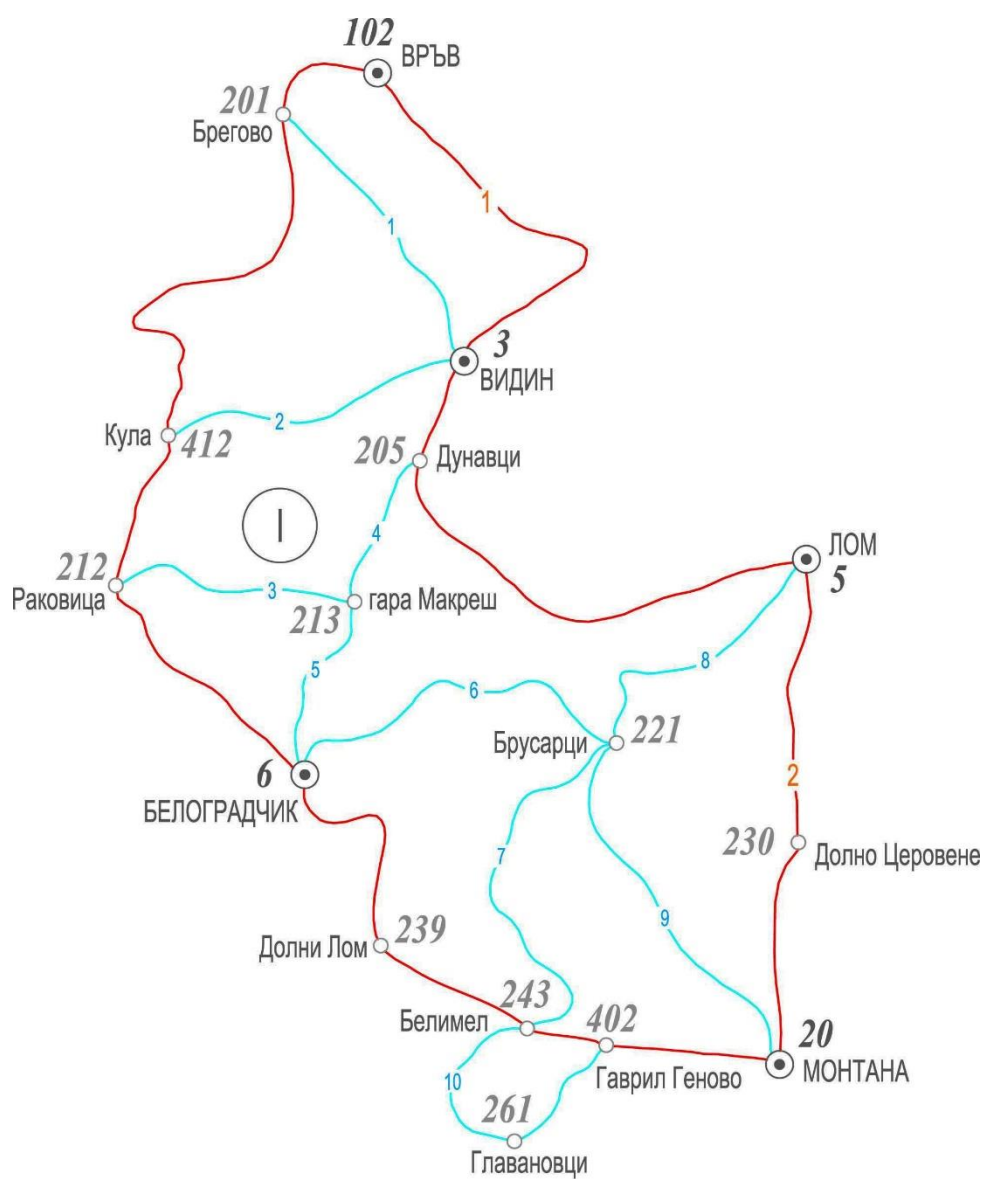 102
ВРЪВ
201
Брегово
1
1
3
ВИДИН
2
Кула
412
205
Дунавци
4
I
ЛОМ
5
212
Раковица
3
213
гара Макреш
5
6
8
Брусарци
221
6
БЕЛОГРАДЧИК
2
230
Долно Церовене
7
9
239
Долни Лом
243
Белимел
402
Гаврил Геново
20
МОНТАНА
10
261
Главановци